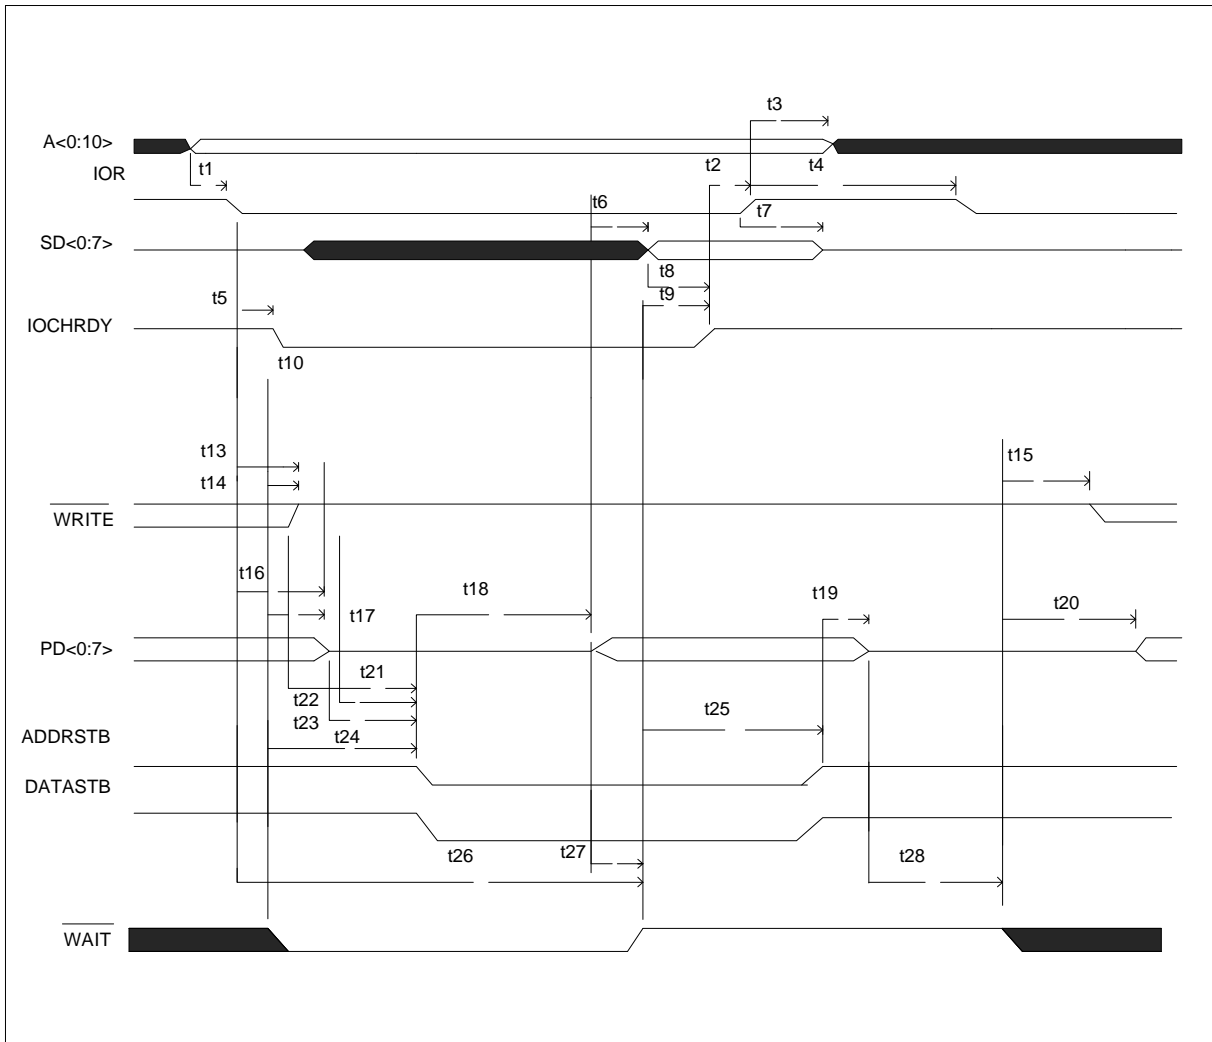 t3
A<0:10>
t1
t2
t4
IOR
t6
t7
SD<0:7>
t8
t9
t5
IOCHRDY
t10
t13
t15
t14
WRITE
t16
t18
t19
t17
t20
PD<0:7>
t21
t22
t25
t23
t24
ADDRSTB
DATASTB
t26
t27
t28
WAIT